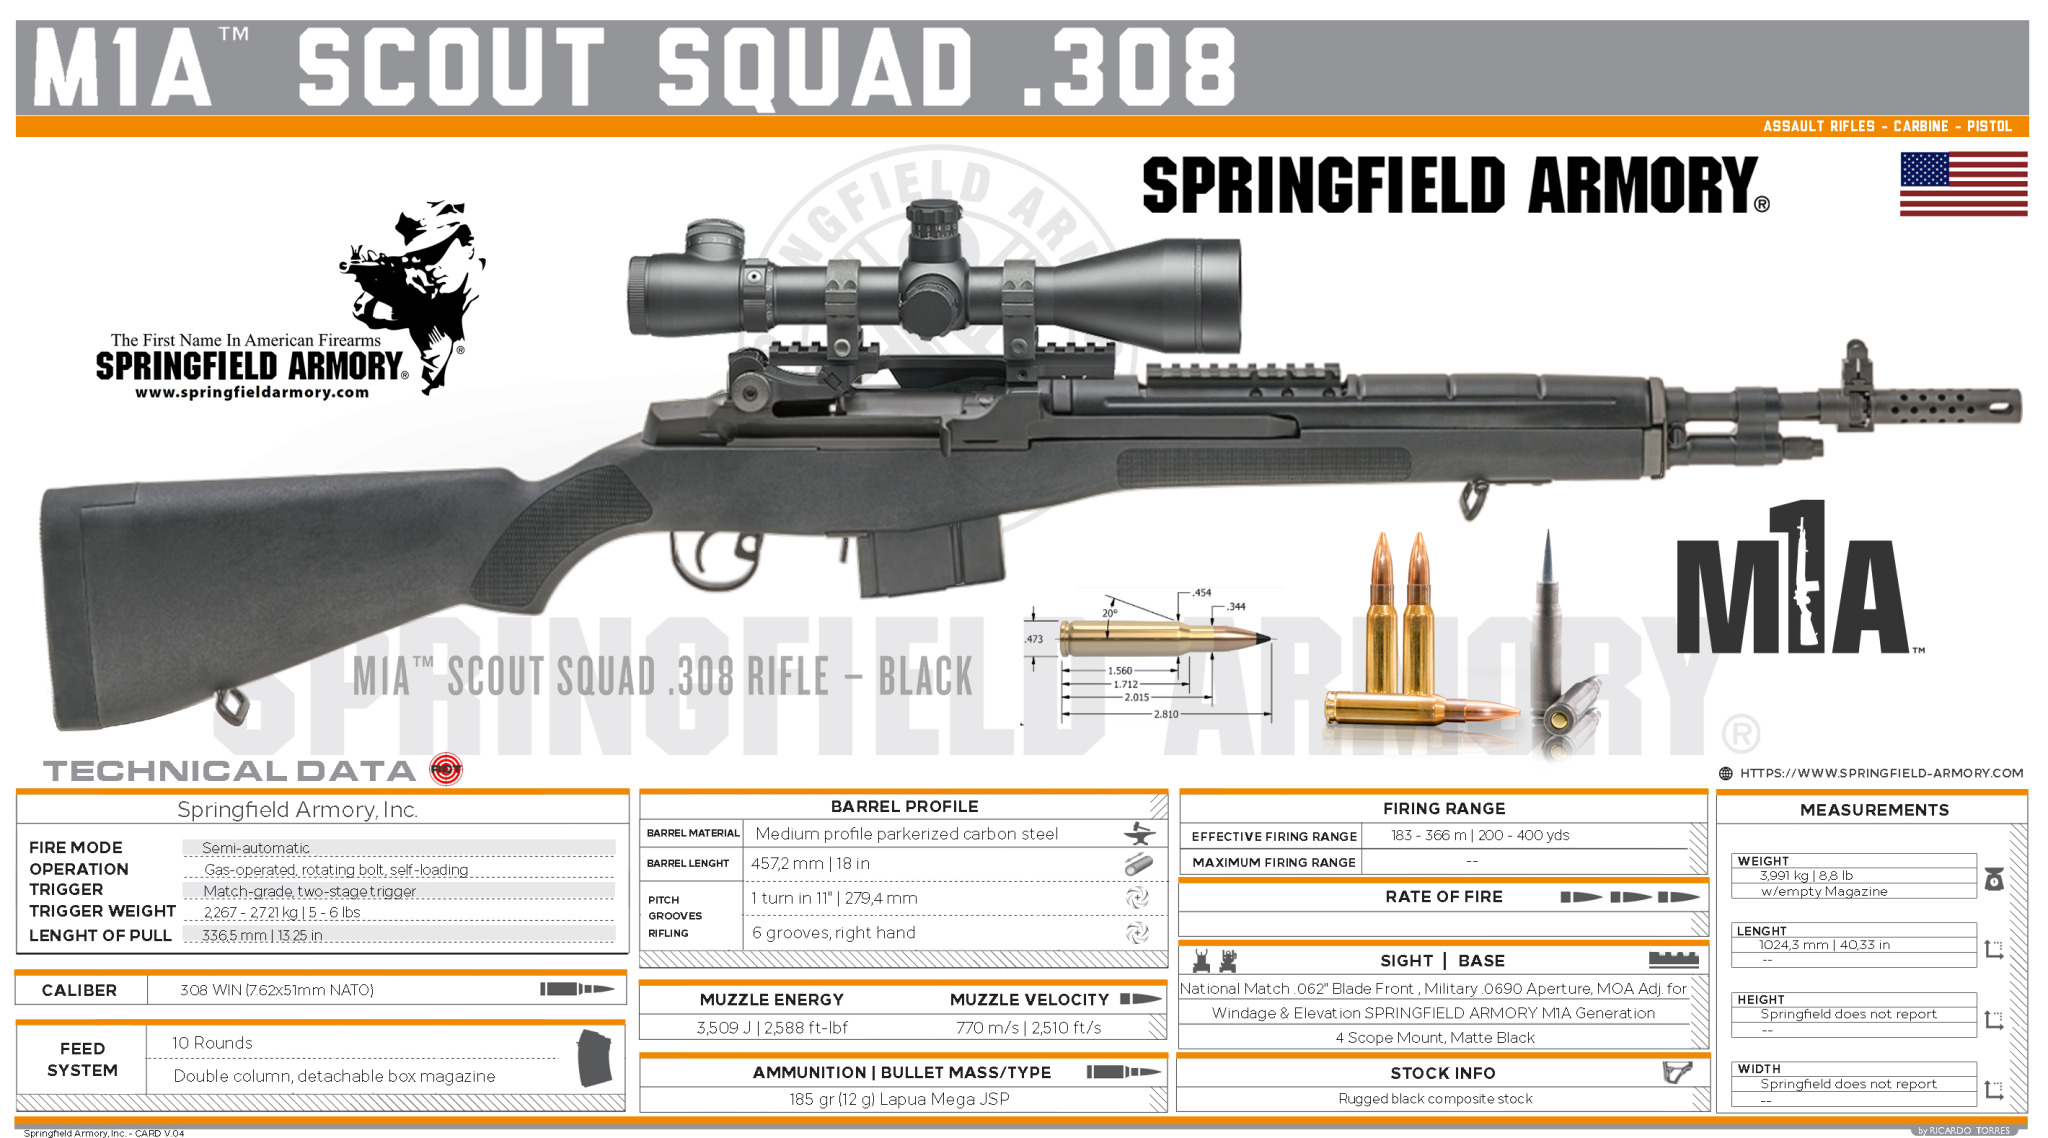 M1A™ SCOUT SQUAD .308
ASSAULT RIFLES - CARBINE - PISTOL
SPRINGFIELD ARMORY®
The First Name In American Firearms
SPRINGFIELD ARMORY®
www.springfieldarmory.com
SPRINGFIELD ARMORY
M1A™
.454
.344
20°
.473
1.560
1.712
2.015
2.810
M1A™ SCOUT SQUAD .308 RIFLE – BLACK
SPRINGFIELD ARMORY®
TECHNICAL DATA
HTTPS://WWW.SPRINGFIELD-ARMORY.COM
Springfield Armory, Inc.
FIRE MODE Semi-automatic
OPERATION Gas-operated, rotating bolt, self-loading
TRIGGER Match-grade, two-stage trigger
TRIGGER WEIGHT 2,267 - 2,721 kg | 5 - 6 lbs
LENGHT OF PULL 336,5 mm | 13.25 in
CALIBER 308 WIN (7.62x51mm NATO)
FEED SYSTEM
10 Rounds
Double column, detachable box magazine
BARREL PROFILE
BARREL MATERIAL Medium profile parkerized carbon steel
BARREL LENGHT 457,2 mm | 18 in
PITCH 1 turn in 11" | 279,4 mm
GROOVES
RIFLING 6 grooves, right hand
MUZZLE ENERGY MUZZLE VELOCITY
3,509 J | 2,588 ft-lbf 770 m/s | 2,510 ft/s
AMMUNITION | BULLET MASS/TYPE
185 gr (12 g) Lapua Mega JSP
FIRING RANGE
EFFECTIVE FIRING RANGE 183 - 366 m | 200 - 400 yds
MAXIMUM FIRING RANGE --
RATE OF FIRE
SIGHT | BASE
National Match .062" Blade Front , Military .0690 Aperture, MOA Adj. for
Windage & Elevation SPRINGFIELD ARMORY M1A Generation
4 Scope Mount, Matte Black
STOCK INFO
Rugged black composite stock
MEASUREMENTS
WEIGHT
3,991 kg | 8,8 lb
w/empty Magazine
LENGHT
1024,3 mm | 40,33 in
--
HEIGHT
Springfield does not report
--
WIDTH
Springfield does not report
--
Springfield Armory, Inc. - CARD V.04
by RICARDO TORRES